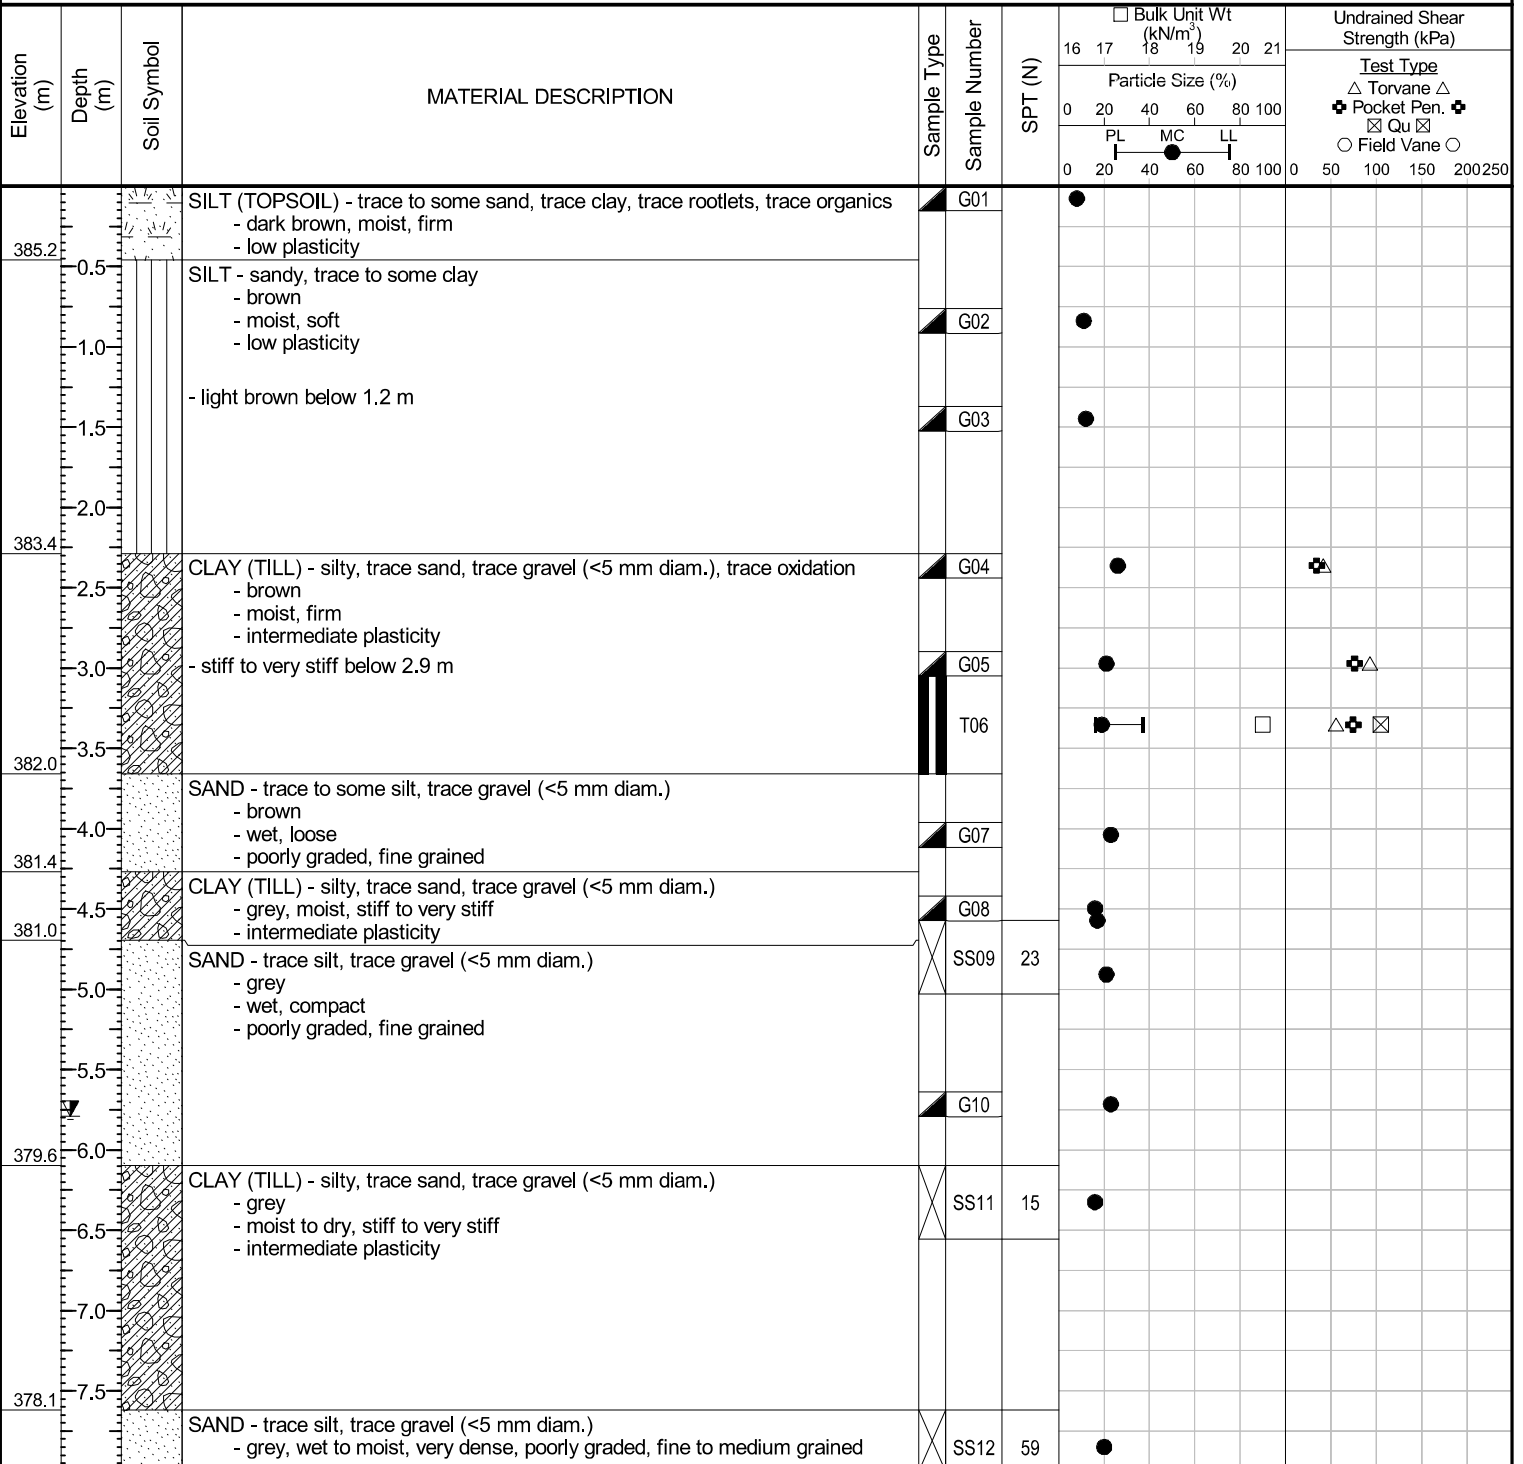 Elevation (m)
Depth (m)
Soil Symbol
MATERIAL DESCRIPTION
Sample Type
Sample Number
SPT (N)
Bulk Unit Wt
(kN/m³)
16 17 18 19 20 21
Particle Size (%)
0 20 40 60 80 100
PL MC LL
0 20 40 60 80 100
Undrained Shear
Strength (kPa)
Test Type
△ Torvane △
Pocket Pen.
☒ Qu ☒
○ Field Vane ○
0 50 100 150 200 250
SILT (TOPSOIL) - trace to some sand, trace clay, trace rootlets, trace organics
G01
- dark brown, moist, firm
- low plasticity
385.2
0.5
SILT - sandy, trace to some clay
- brown
- moist, soft
G02
- low plasticity
1.0
- light brown below 1.2 m
G03
1.5
2.0
383.4
CLAY (TILL) - silty, trace sand, trace gravel (<5 mm diam.), trace oxidation
G04
2.5
- brown
- moist, firm
- intermediate plasticity
3.0
- stiff to very stiff below 2.9 m
G05
T06
3.5
382.0
SAND - trace to some silt, trace gravel (<5 mm diam.)
- brown
4.0
- wet, loose
G07
- poorly graded, fine grained
381.4
CLAY (TILL) - silty, trace sand, trace gravel (<5 mm diam.)
4.5
- grey, moist, stiff to very stiff
G08
- intermediate plasticity
381.0
SAND - trace silt, trace gravel (<5 mm diam.)
SS09 23
5.0
- grey
- wet, compact
- poorly graded, fine grained
5.5
G10
6.0
379.6
CLAY (TILL) - silty, trace sand, trace gravel (<5 mm diam.)
- grey
SS11 15
6.5
- moist to dry, stiff to very stiff
- intermediate plasticity
7.0
7.5
378.1
SAND - trace silt, trace gravel (<5 mm diam.)
- grey, wet to moist, very dense, poorly graded, fine to medium grained
SS12 59